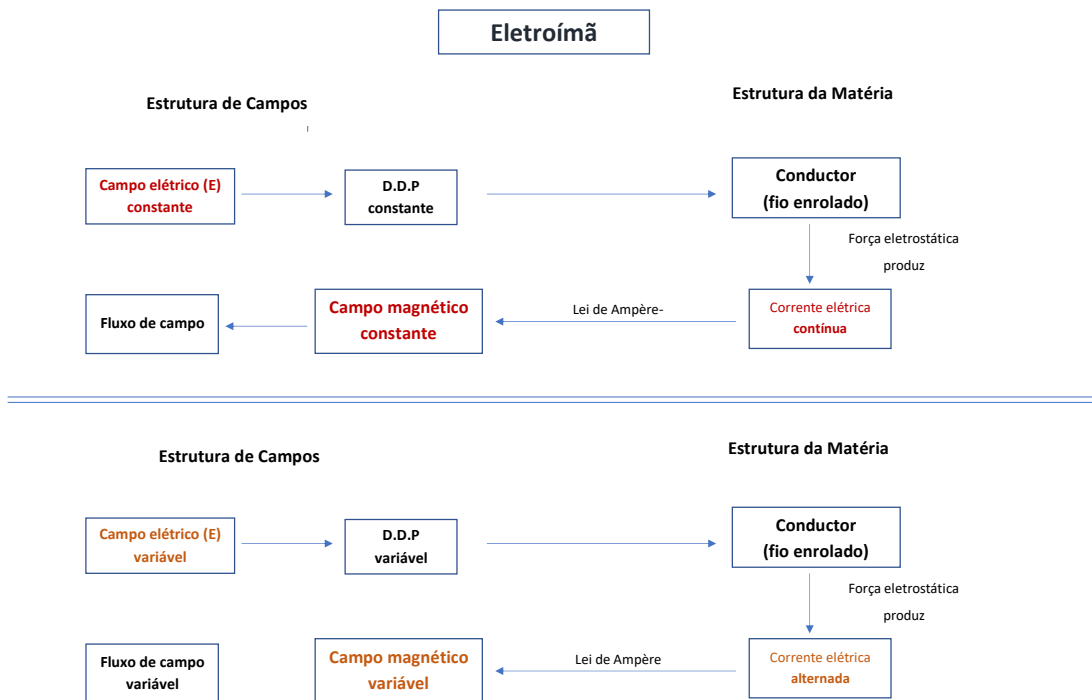 Eletroímã
Estrutura de Campos
Estrutura da Matéria
Campo elétrico (E)
constante
D.D.P
constante
Conductor
(fio enrolado)
Força eletrostática
produz
Fluxo de campo
Campo magnético
constante
Lei de Ampère-
Corrente elétrica
contínua
Estrutura de Campos
Estrutura da Matéria
Campo elétrico (E)
variável
D.D.P
variável
Conductor
(fio enrolado)
Força eletrostática
produz
Fluxo de campo
variável
Campo magnético
variável
Lei de Ampère
Corrente elétrica
alternada